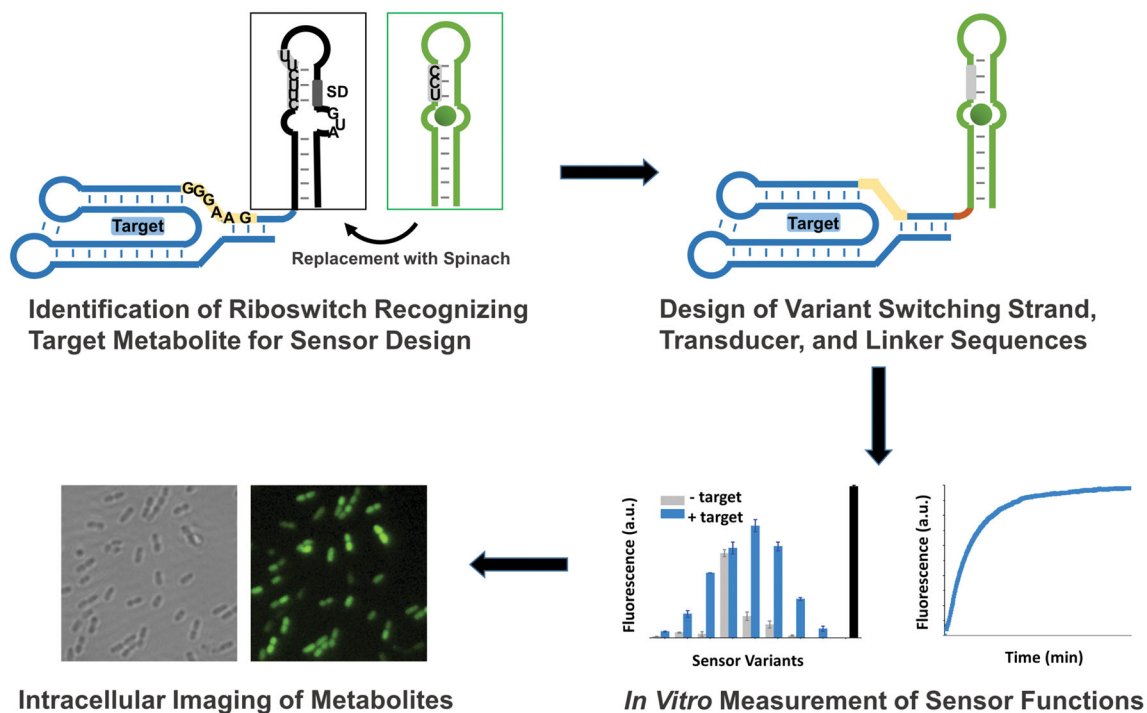 SD
G
U
A
C
C
U
GGGAAG
Target
Replacement with Spinach
Identification of Riboswitch Recognizing
Target Metabolite for Sensor Design
Target
Design of Variant Switching Strand,
Transducer, and Linker Sequences
Intracellular Imaging of Metabolites
Fluorescence (a.u.)
- target
+ target
Sensor Variants
Fluorescence (a.u.)
Time (min)
In Vitro Measurement of Sensor Functions